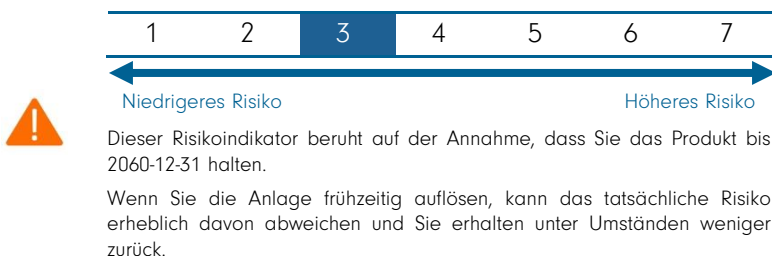 1 2 3 4 5 6 7
Niedrigeres Risiko Höheres Risiko
Dieser Risikoindikator beruht auf der Annahme, dass Sie das Produkt bis
2060-12-31 halten.
Wenn Sie die Anlage frühzeitig auflösen, kann das tatsächliche Risiko
erheblich davon abweichen und Sie erhalten unter Umständen weniger
zurück.